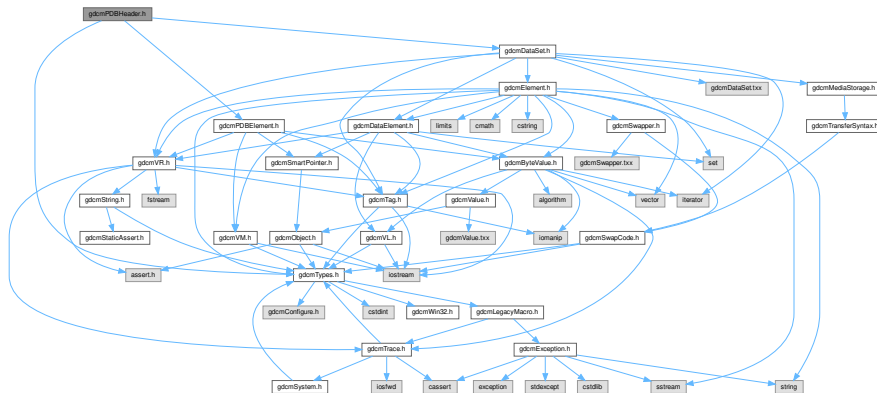 gdcmPDBHeader.h
gdcmDataSet.h
gdcmElement.h
gdcmDataSet.txx
gdcmMediaStorage.h
gdcmPDBElement.h
gdcmDataElement.h
limits
cmath
cstring
gdcmSwapper.h
gdcmTransferSyntax.h
gdcmVR.h
gdcmSmartPointer.h
gdcmByteValue.h
gdcmSwapper.txx
set
gdcmString.h
fstream
gdcmTag.h
gdcmValue.h
algorithm
vector
iterator
gdcmStaticAssert.h
gdcmVM.h
gdcmObject.h
gdcmVL.h
gdcmValue.txx
iomanip
gdcmSwapCode.h
assert.h
gdcmTypes.h
iostream
gdcmConfigure.h
cstdint
gdcmWin32.h
gdcmLegacyMacro.h
gdcmTrace.h
gdcmException.h
gdcmSystem.h
iosfwd
cassert
exception
stdexcept
cstdlib
sstream
string